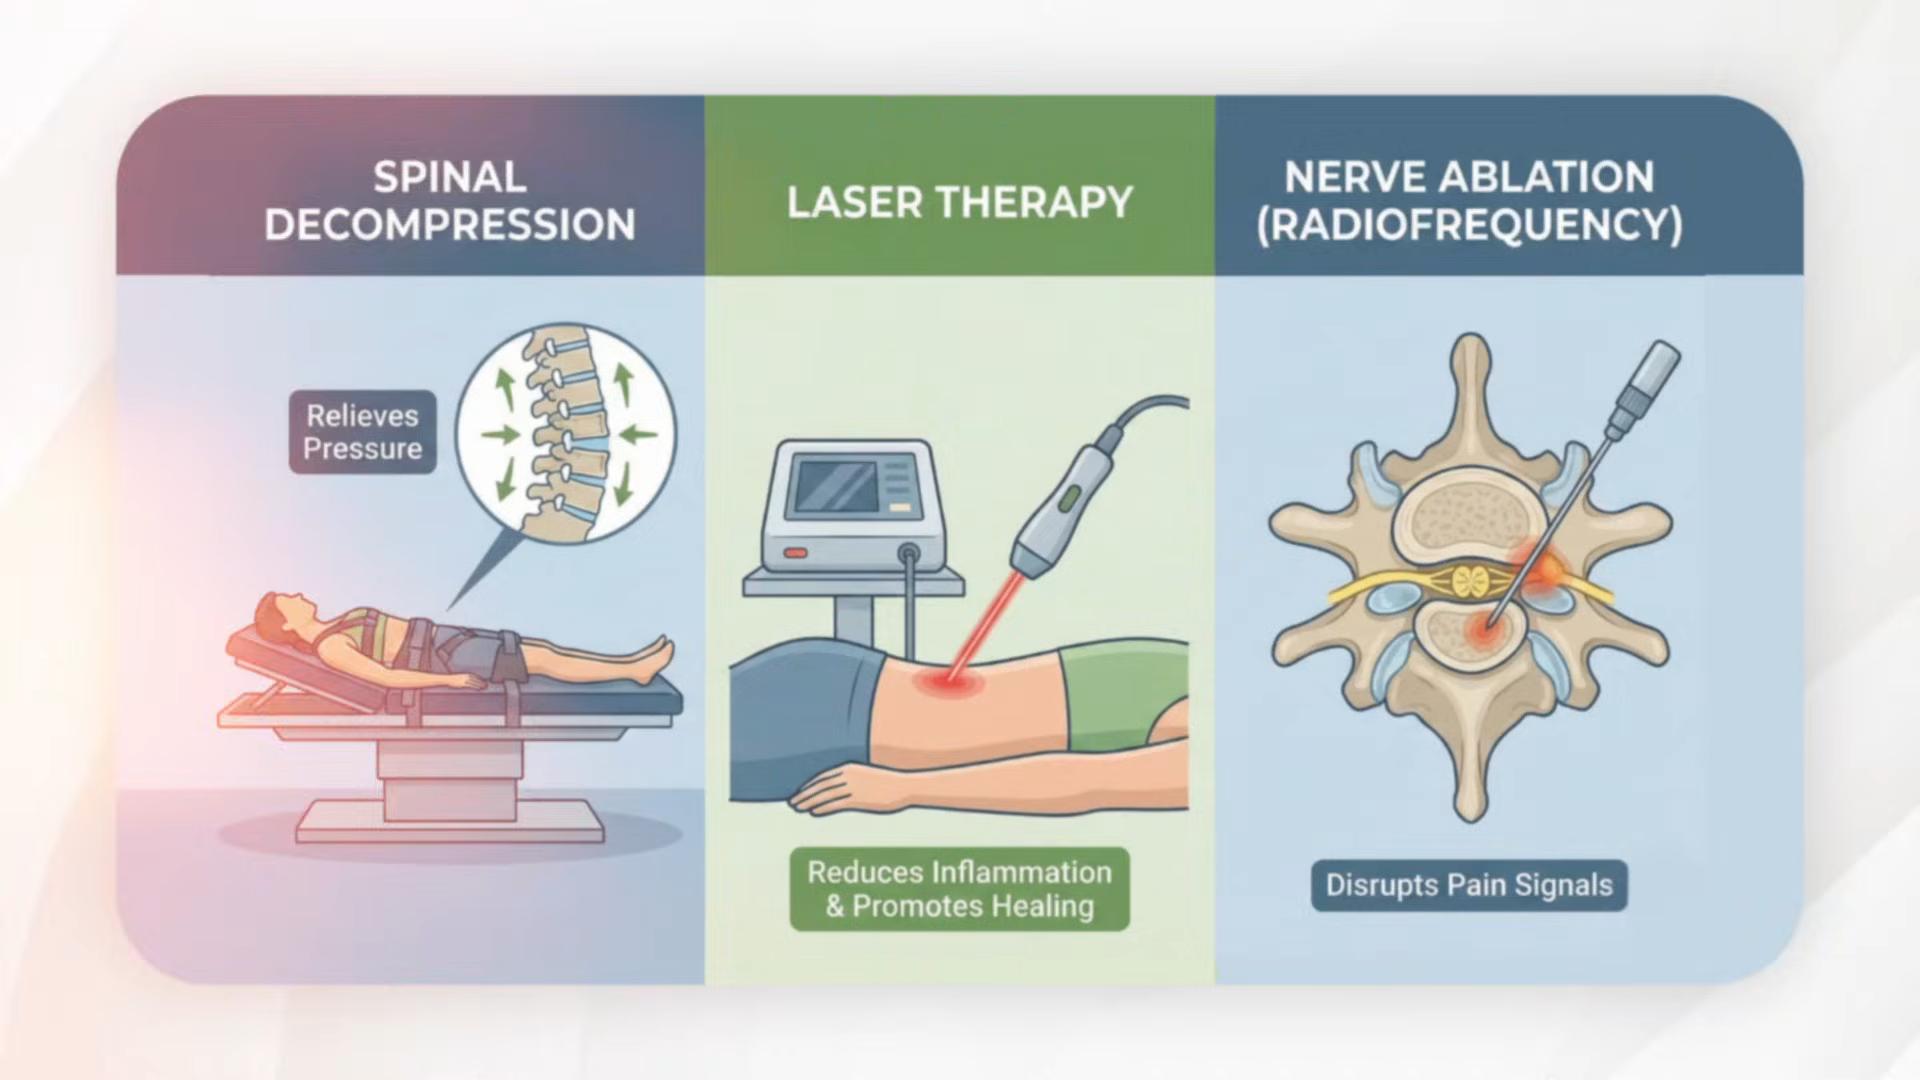 SPINAL
DECOMPRESSION
Relieves
Pressure
LASER THERAPY
Reduces Inflammation
& Promotes Healing
NERVE ABLATION
(RADIOFREQUENCY)
Disrupts Pain Signals